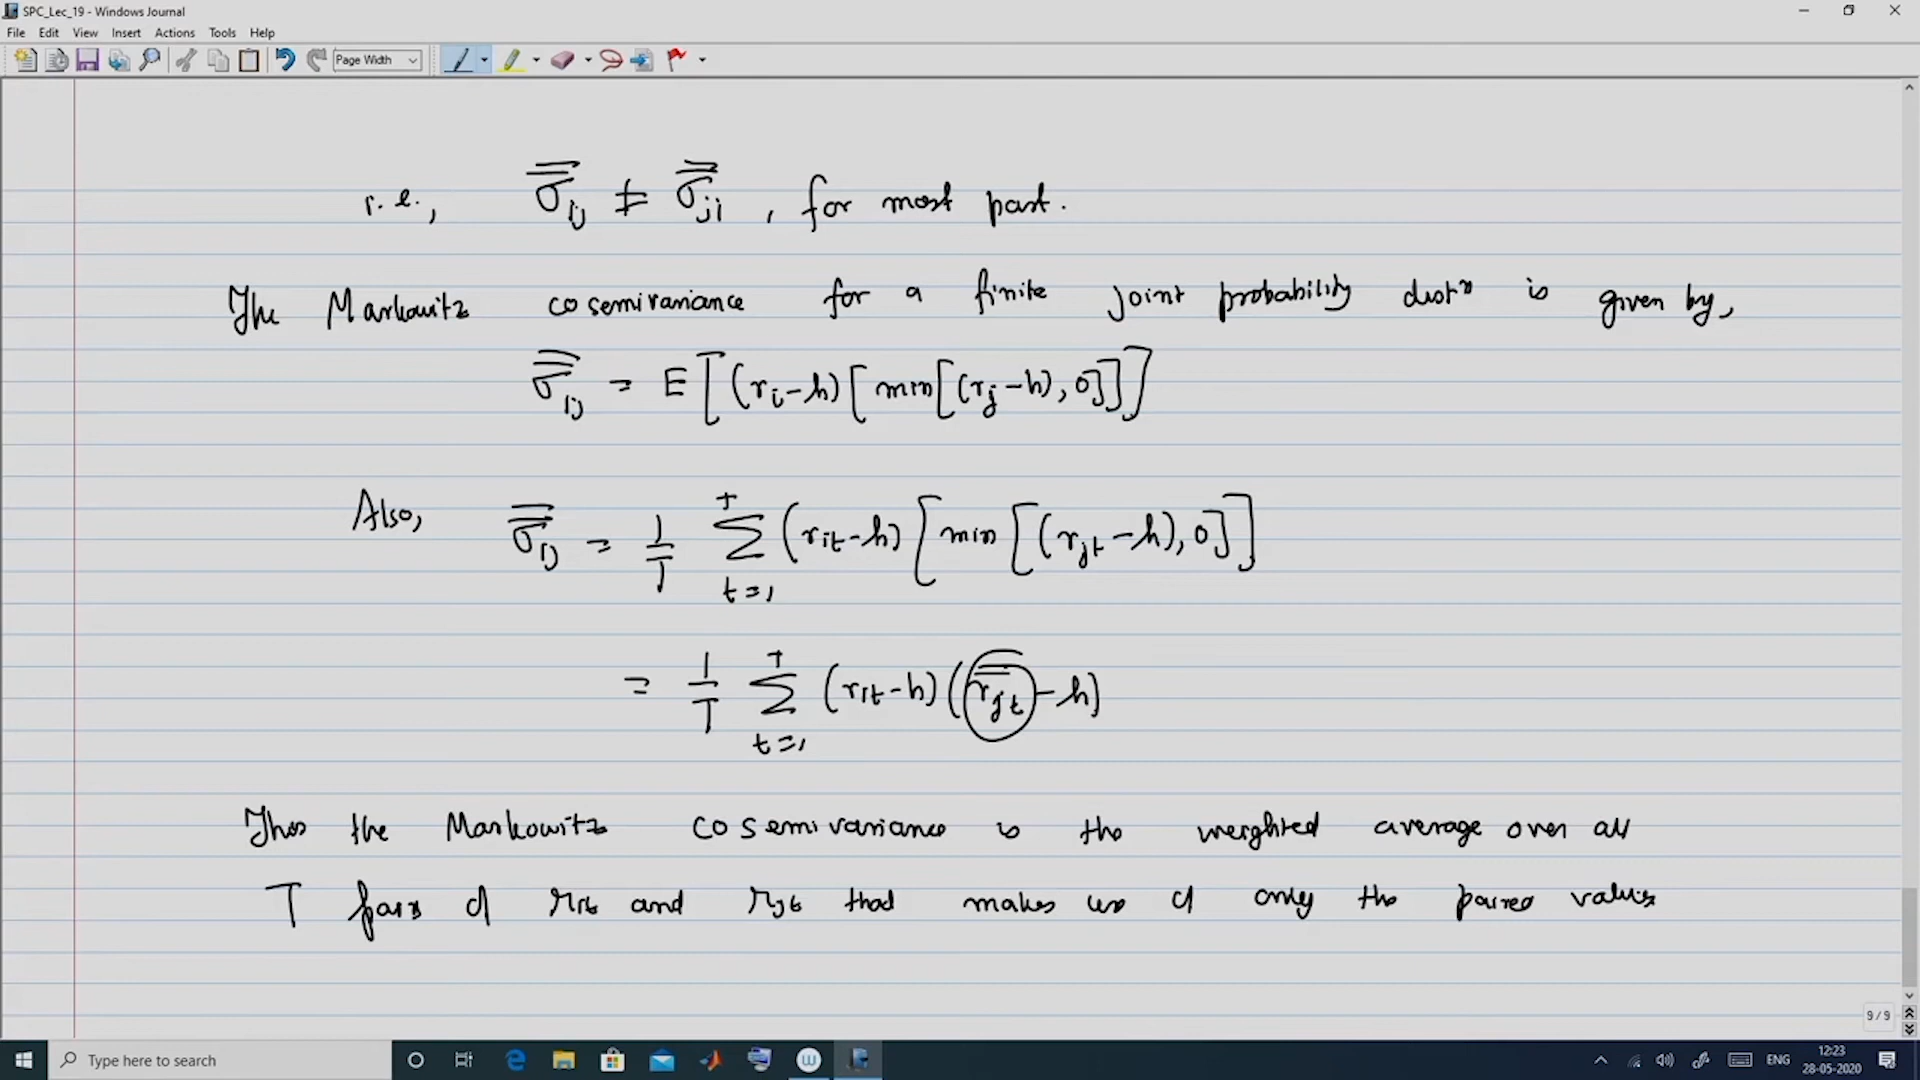 SPC_Lec_19 - Windows Journal
File Edit View Insert Actions Tools Help
Page Width
i.e., σ̿ij ≠ σ̿ji , for most part.
The Markowitz cosemivariance for a finite joint probability distⁿ is given by,
σ̿ij = E[(ri-h)[min[(rj-h), 0]]]
Also, σ̿ij = 1/T Σ_{t=1}^{T} (rit-h)[min[(rjt-h), 0]]
= 1/T Σ_{t=1}^{T} (rit-h)(r̿jt-h)
Thus the Markowitz cosemivariance is the weighted average over all
T pairs of rit and rjt that makes use of only the paired values
9 / 9
Type here to search
ENG
12:23
28-05-2020